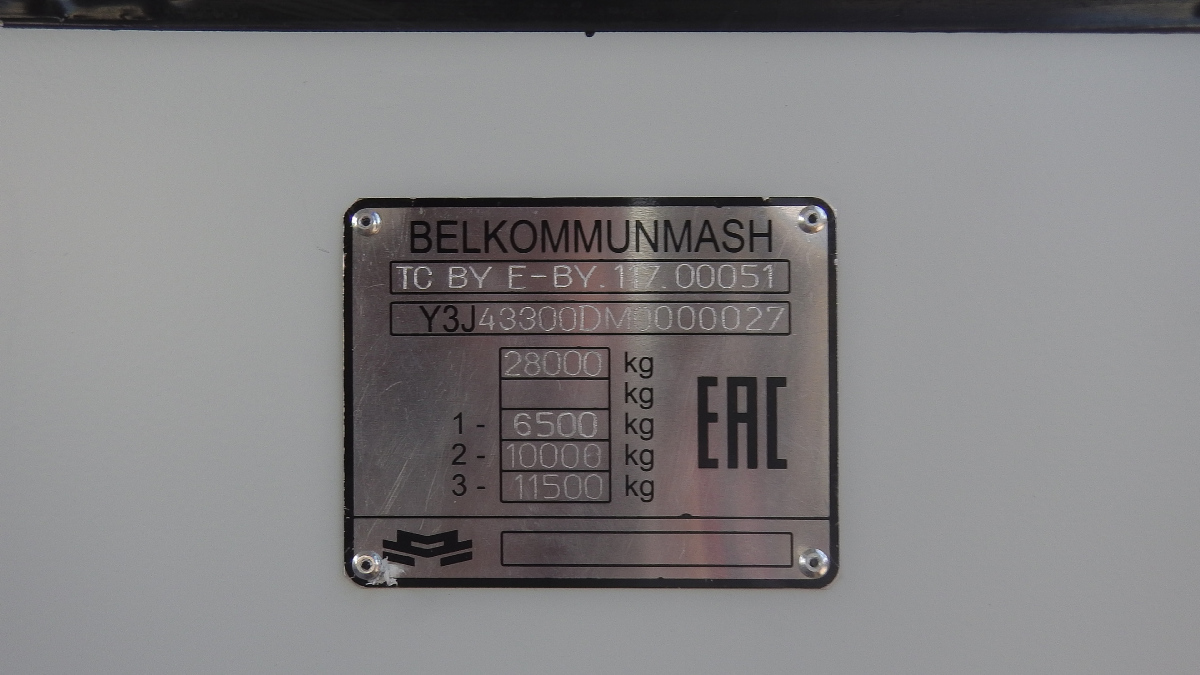 BELKOMMUNMASH
TC BY E-BY.117.00051
Y3J43300DM0000027
28000 kg
kg
1 - 6500 kg
2 - 10000 kg
3 - 11500 kg
EAC